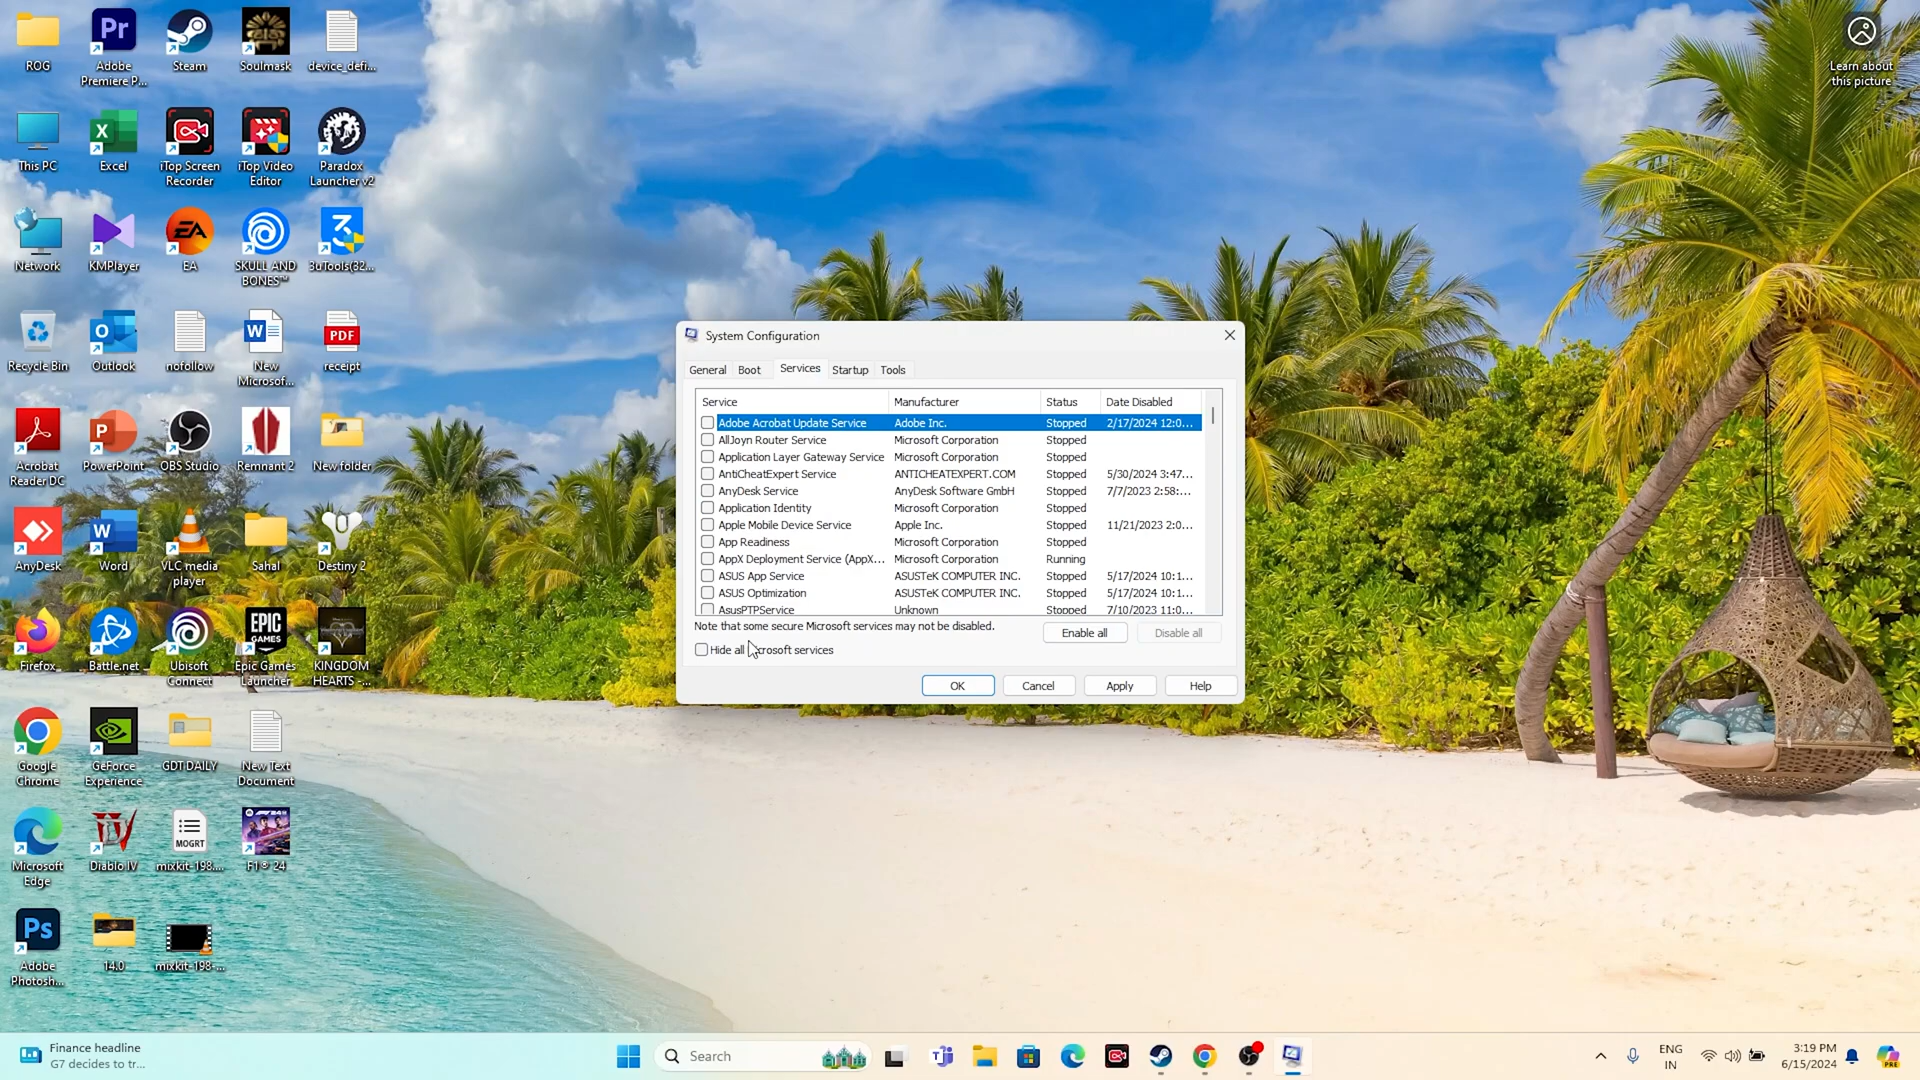 ROG
Adobe
Premiere P...
Steam
Soulmask
device_defi...
This PC
Excel
iTop Screen
Recorder
iTop Video
Editor
Paradox
Launcher v2
Network
KMPlayer
EA
SKULL AND
BONES™
3uTools(32...
Recycle Bin
Outlook
nofollow
New
Microsof...
PDF
receipt
Acrobat
Reader DC
PowerPoint
OBS Studio
Remnant 2
New folder
AnyDesk
Word
VLC media
player
Sahal
Destiny 2
Firefox
Battle.net
Ubisoft
Connect
EPIC
GAMES
Epic Games
Launcher
KINGDOM
HEARTS -...
Google
Chrome
GeForce
Experience
GDT DAILY
New Text
Document
Microsoft
Edge
Diablo IV
MOGRT
mixkit-198....
F1® 24
Adobe
Photosh...
14.0
mixkit-198-...
Learn about
this picture
System Configuration
General Boot Services Startup Tools
Service Manufacturer Status Date Disabled
Adobe Acrobat Update Service Adobe Inc. Stopped 2/17/2024 12:0...
AllJoyn Router Service Microsoft Corporation Stopped
Application Layer Gateway Service Microsoft Corporation Stopped
AntiCheatExpert Service ANTICHEATEXPERT.COM Stopped 5/30/2024 3:47...
AnyDesk Service AnyDesk Software GmbH Stopped 7/7/2023 2:58:...
Application Identity Microsoft Corporation Stopped
Apple Mobile Device Service Apple Inc. Stopped 11/21/2023 2:0...
App Readiness Microsoft Corporation Stopped
AppX Deployment Service (AppX... Microsoft Corporation Running
ASUS App Service ASUSTeK COMPUTER INC. Stopped 5/17/2024 10:1...
ASUS Optimization ASUSTeK COMPUTER INC. Stopped 5/17/2024 10:1...
AsusPTPService Unknown Stopped 7/10/2023 11:0...
Note that some secure Microsoft services may not be disabled.
Enable all Disable all
Hide all Microsoft services
OK Cancel Apply Help
Finance headline
G7 decides to tr...
Search
ENG
IN
3:19 PM
6/15/2024